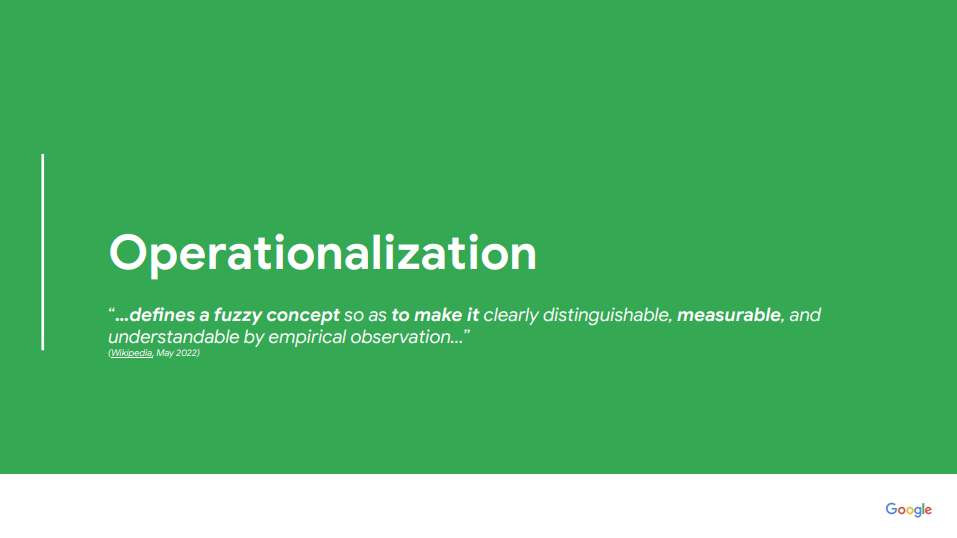 Operationalization
“...defines a fuzzy concept so as to make it clearly distinguishable, measurable, and
understandable by empirical observation...”
(Wikipedia, May 2022)
Google